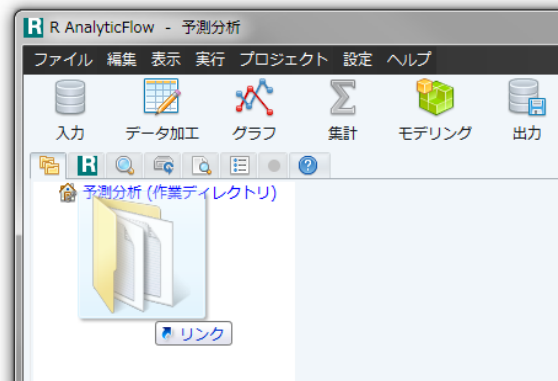 R AnalyticFlow - 予測分析
ファイル 編集 表示 実行 プロジェクト 設定 ヘルプ
入力 データ加工 グラフ 集計 モデリング 出力
予測分析 (作業ディレクトリ)
リンク